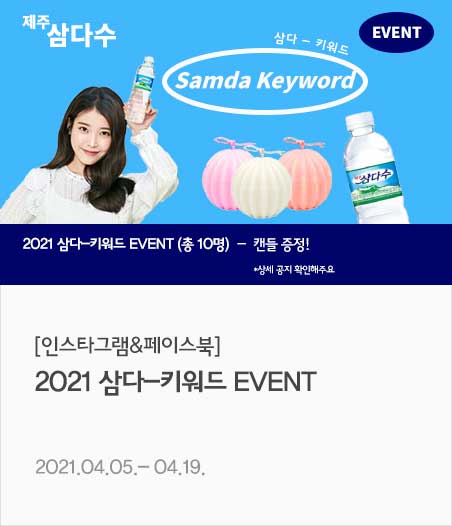 제주
삼다수
EVENT
삼다 - 키워드
Samda Keyword
삼다수
2021 삼다-키워드 EVENT (총 10명) - 캔들 증정!
*상세 공지 확인해주요
[인스타그램&페이스북]
2021 삼다-키워드 EVENT
2021.04.05.- 04.19.